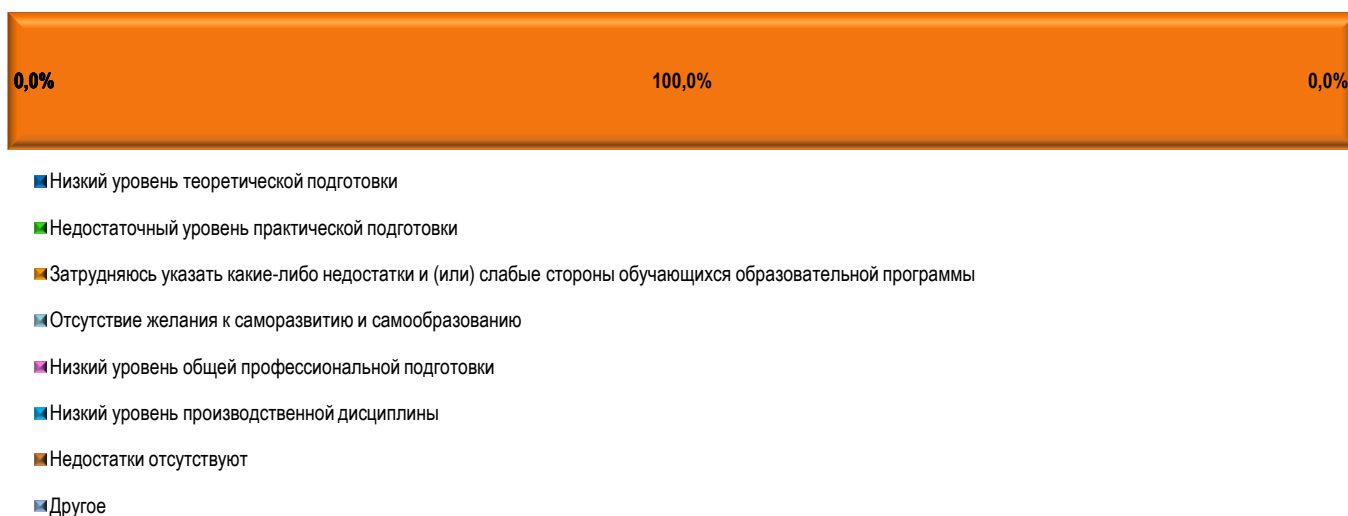 0,0% 100,0% 0,0%
Низкий уровень теоретической подготовки
Недостаточный уровень практической подготовки
Затрудняюсь указать какие-либо недостатки и (или) слабые стороны обучающихся образовательной программы
Отсутствие желания к саморазвитию и самообразованию
Низкий уровень общей профессиональной подготовки
Низкий уровень производственной дисциплины
Недостатки отсутствуют
Другое